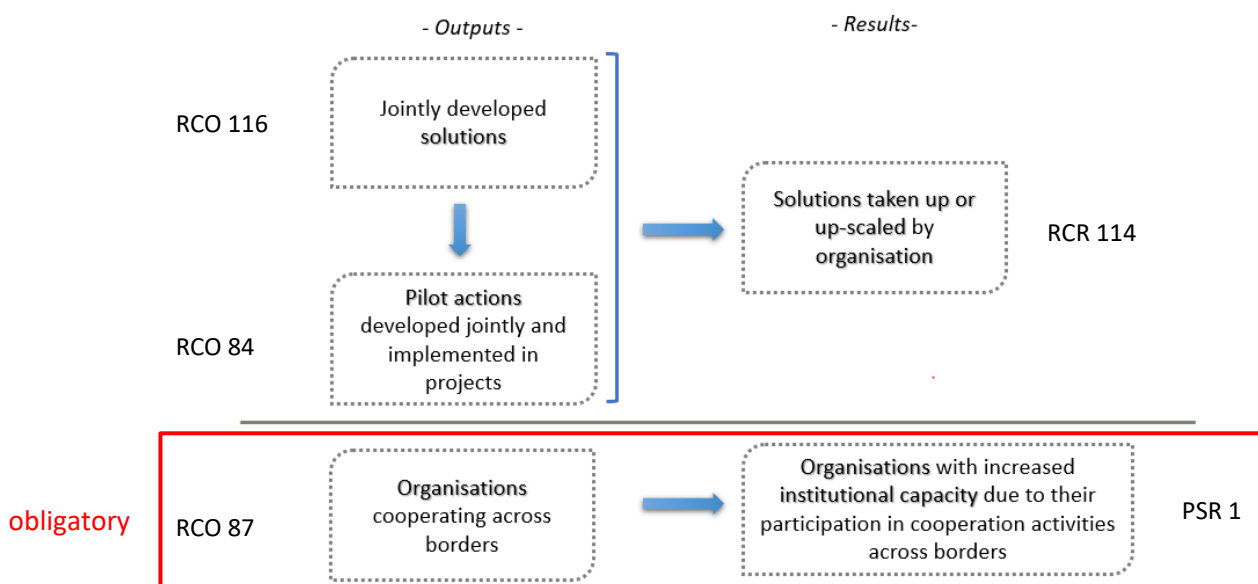 - Outputs -
- Results-
RCO 116
Jointly developed
solutions
Solutions taken up or
up-scaled by
organisation
RCR 114
RCO 84
Pilot actions
developed jointly and
implemented in
projects
obligatory
RCO 87
Organisations
cooperating across
borders
Organisations with increased
institutional capacity due to their
participation in cooperation activities
across borders
PSR 1